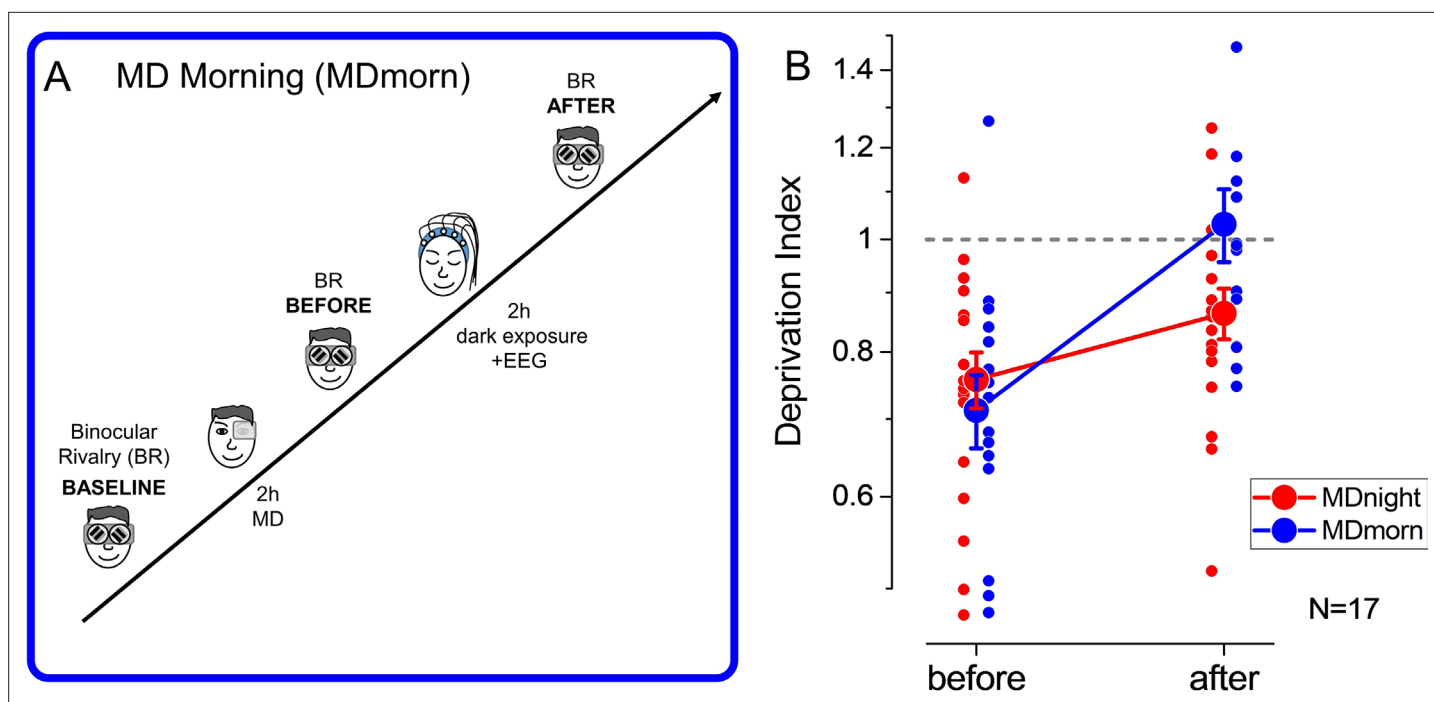 A MD Morning (MDmorn)
BR
AFTER
BR
BEFORE
2h
dark exposure
+EEG
Binocular
Rivalry (BR)
BASELINE
2h
MD
B
Deprivation Index
1.4
1.2
1
0.8
0.6
before
after
MDnight
MDmorn
N=17